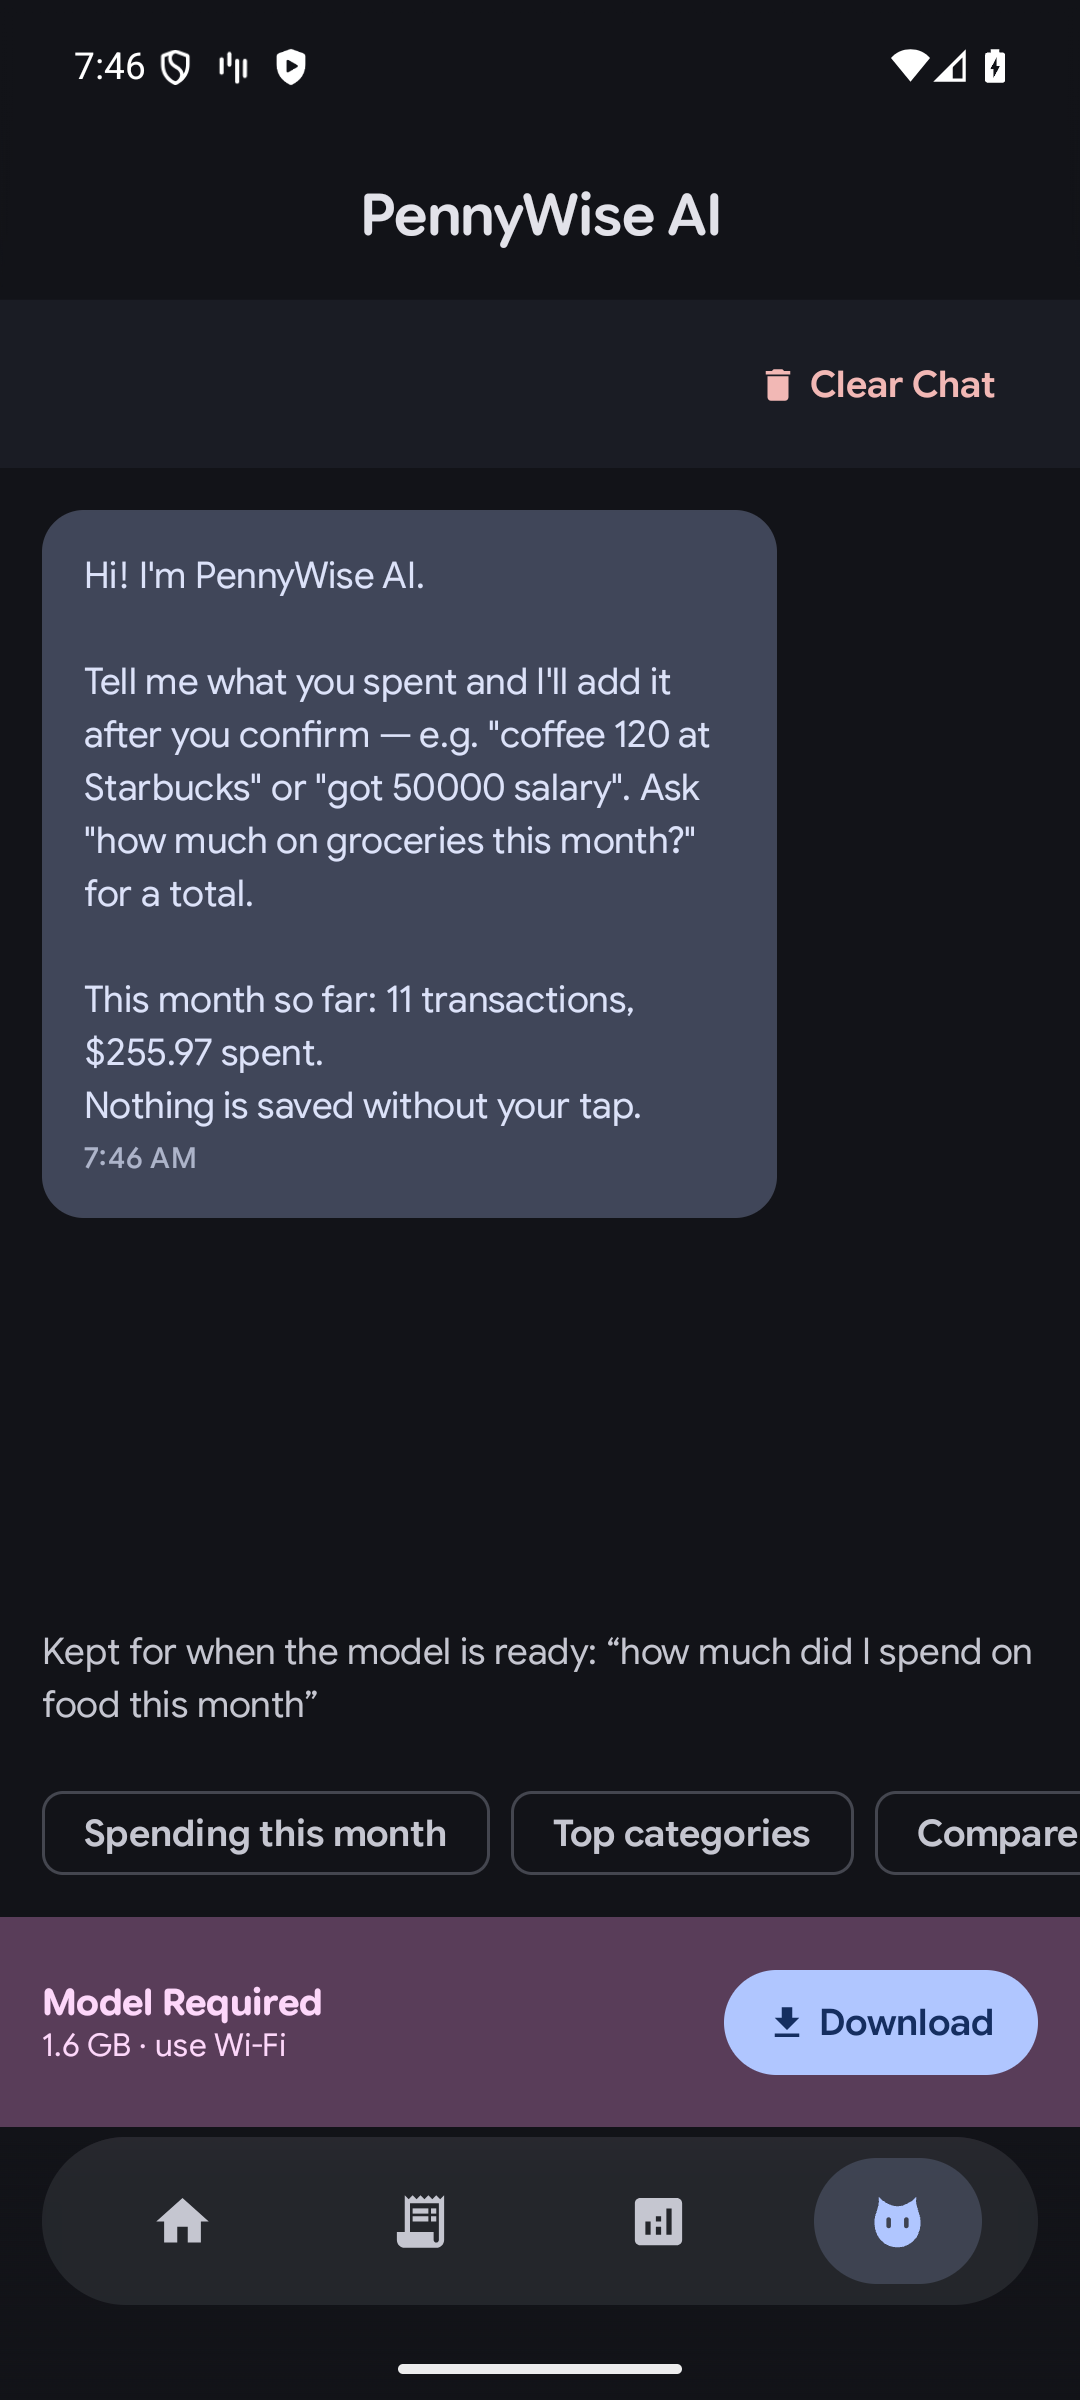 7:46
PennyWise AI
Clear Chat
Hi! I'm PennyWise AI.
Tell me what you spent and I'll add it
after you confirm — e.g. "coffee 120 at
Starbucks" or "got 50000 salary". Ask
"how much on groceries this month?"
for a total.
This month so far: 11 transactions,
$255.97 spent.
Nothing is saved without your tap.
7:46 AM
Kept for when the model is ready: “how much did I spend on
food this month”
Spending this month
Top categories
Compare
Model Required
1.6 GB · use Wi-Fi
Download